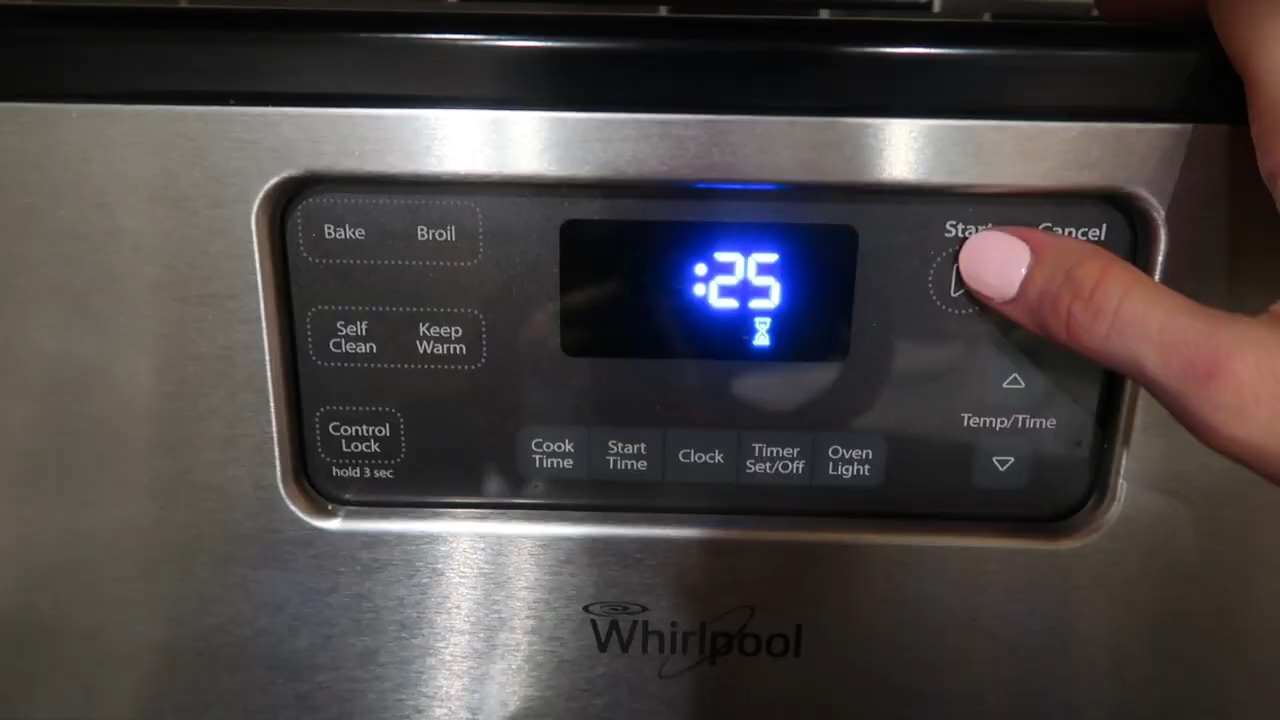 Bake Broil
:25
Start Cancel
Self Clean
Keep Warm
Temp/Time
Control Lock
hold 3 sec
Cook Time
Start Time
Clock
Timer Set/Off
Oven Light
Whirlpool